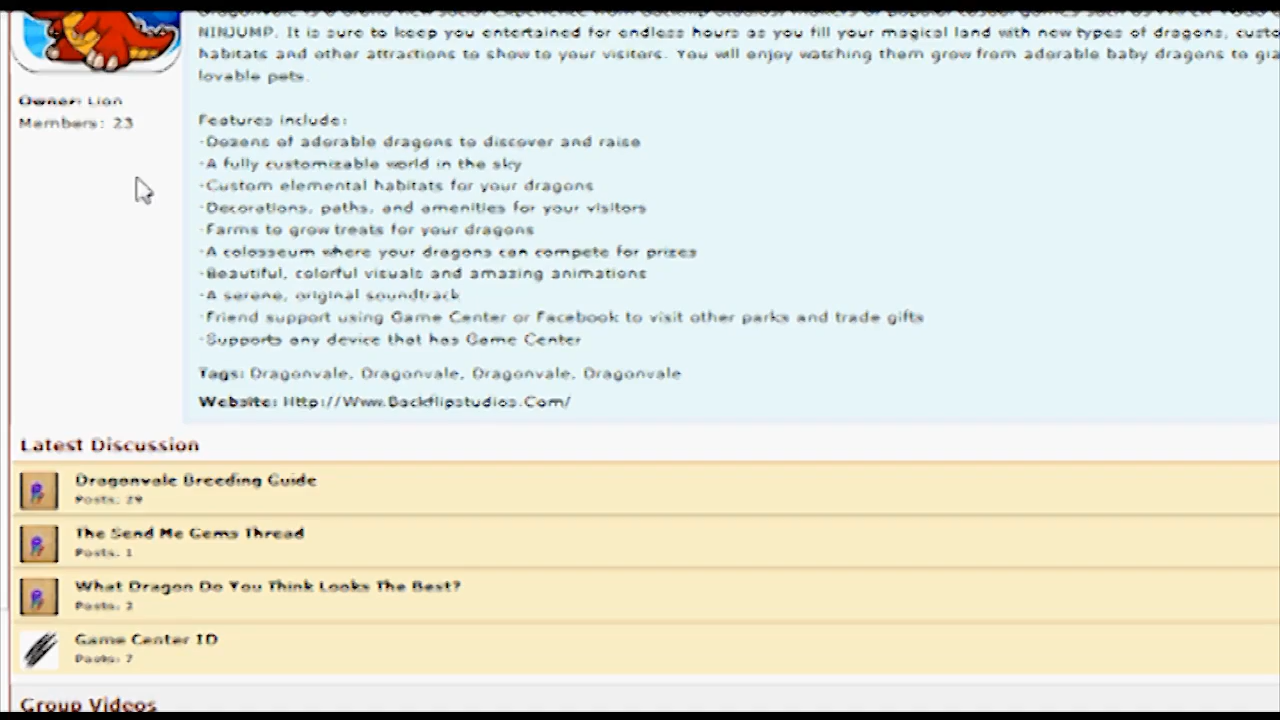 NINJUMP. It is sure to keep you entertained for endless hours as you fill your magical land with new types of dragons,
habitats and other attractions to show to your visitors. You will enjoy watching them grow from adorable baby dragons to
lovable pets.
Owner: Lion
Members: 23
Features include:
-Dozens of adorable dragons to discover and raise
-A fully customizable world in the sky
-Custom elemental habitats for your dragons
-Decorations, paths, and amenities for your visitors
-Farms to grow treats for your dragons
-A colosseum where your dragons can compete for prizes
-Beautiful, colorful visuals and amazing animations
-A serene, original soundtrack
-Friend support using Game Center or Facebook to visit other parks and trade gifts
-Supports any device that has Game Center
Tags: Dragonvale, Dragonvale, Dragonvale, Dragonvale
Website: Http://Www.Backflipstudios.Com/
Latest Discussion
Dragonvale Breeding Guide
Posts: 29
The Send Me Gems Thread
Posts: 1
What Dragon Do You Think Looks The Best?
Posts: 2
Game Center ID
Posts: 7
Group Videos